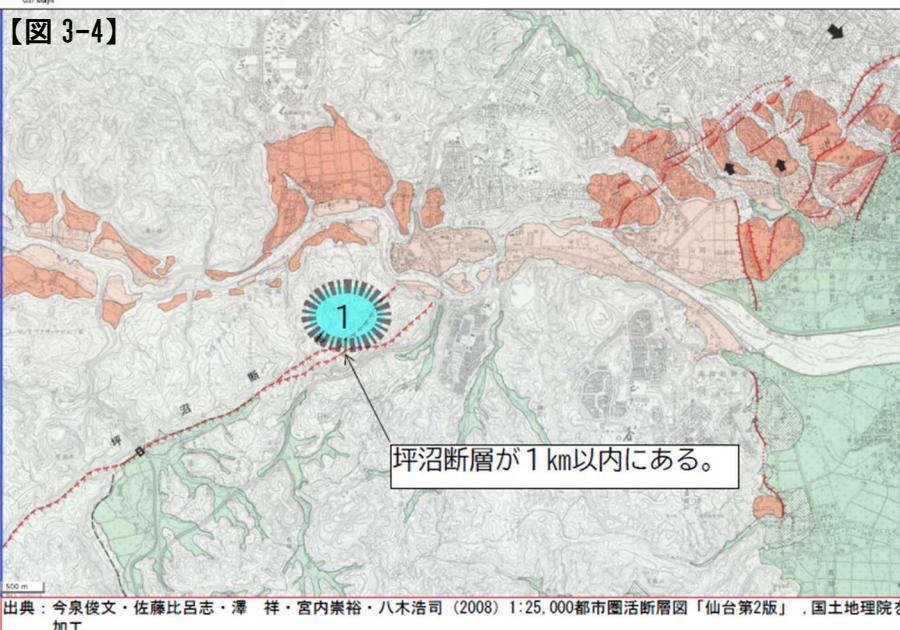 【図 3-4】
1
坪 沼 断
坪沼断層が1㎞以内にある。
500 m
出典:今泉俊文・佐藤比呂志・澤 祥・宮内崇裕・八木浩司(2008)1:25,000都市圏活断層図「仙台第2版」,国土地理院を
加工